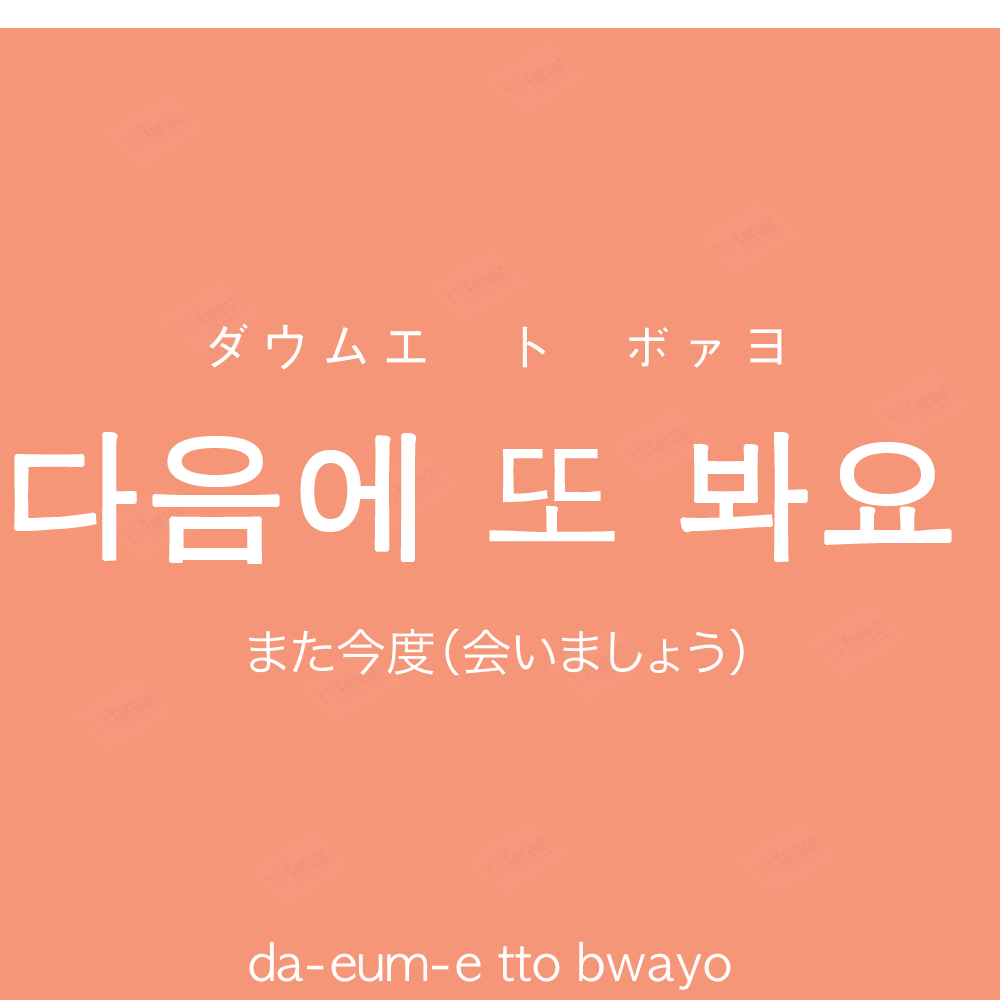 ダウムエ ト ボァヨ
다음에 또 봐요
また今度(会いましょう)
da-eum-e tto bwayo